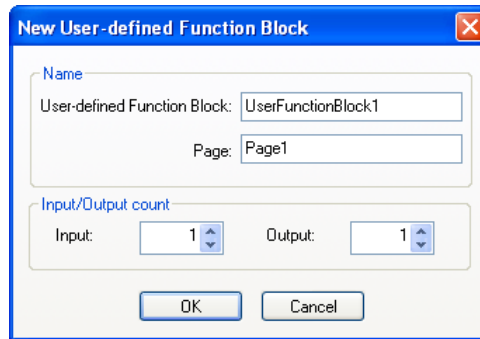 New User-defined Function Block
Name
User-defined Function Block: UserFunctionBlock1
Page: Page1
Input/Output count
Input: 1 Output: 1
OK Cancel